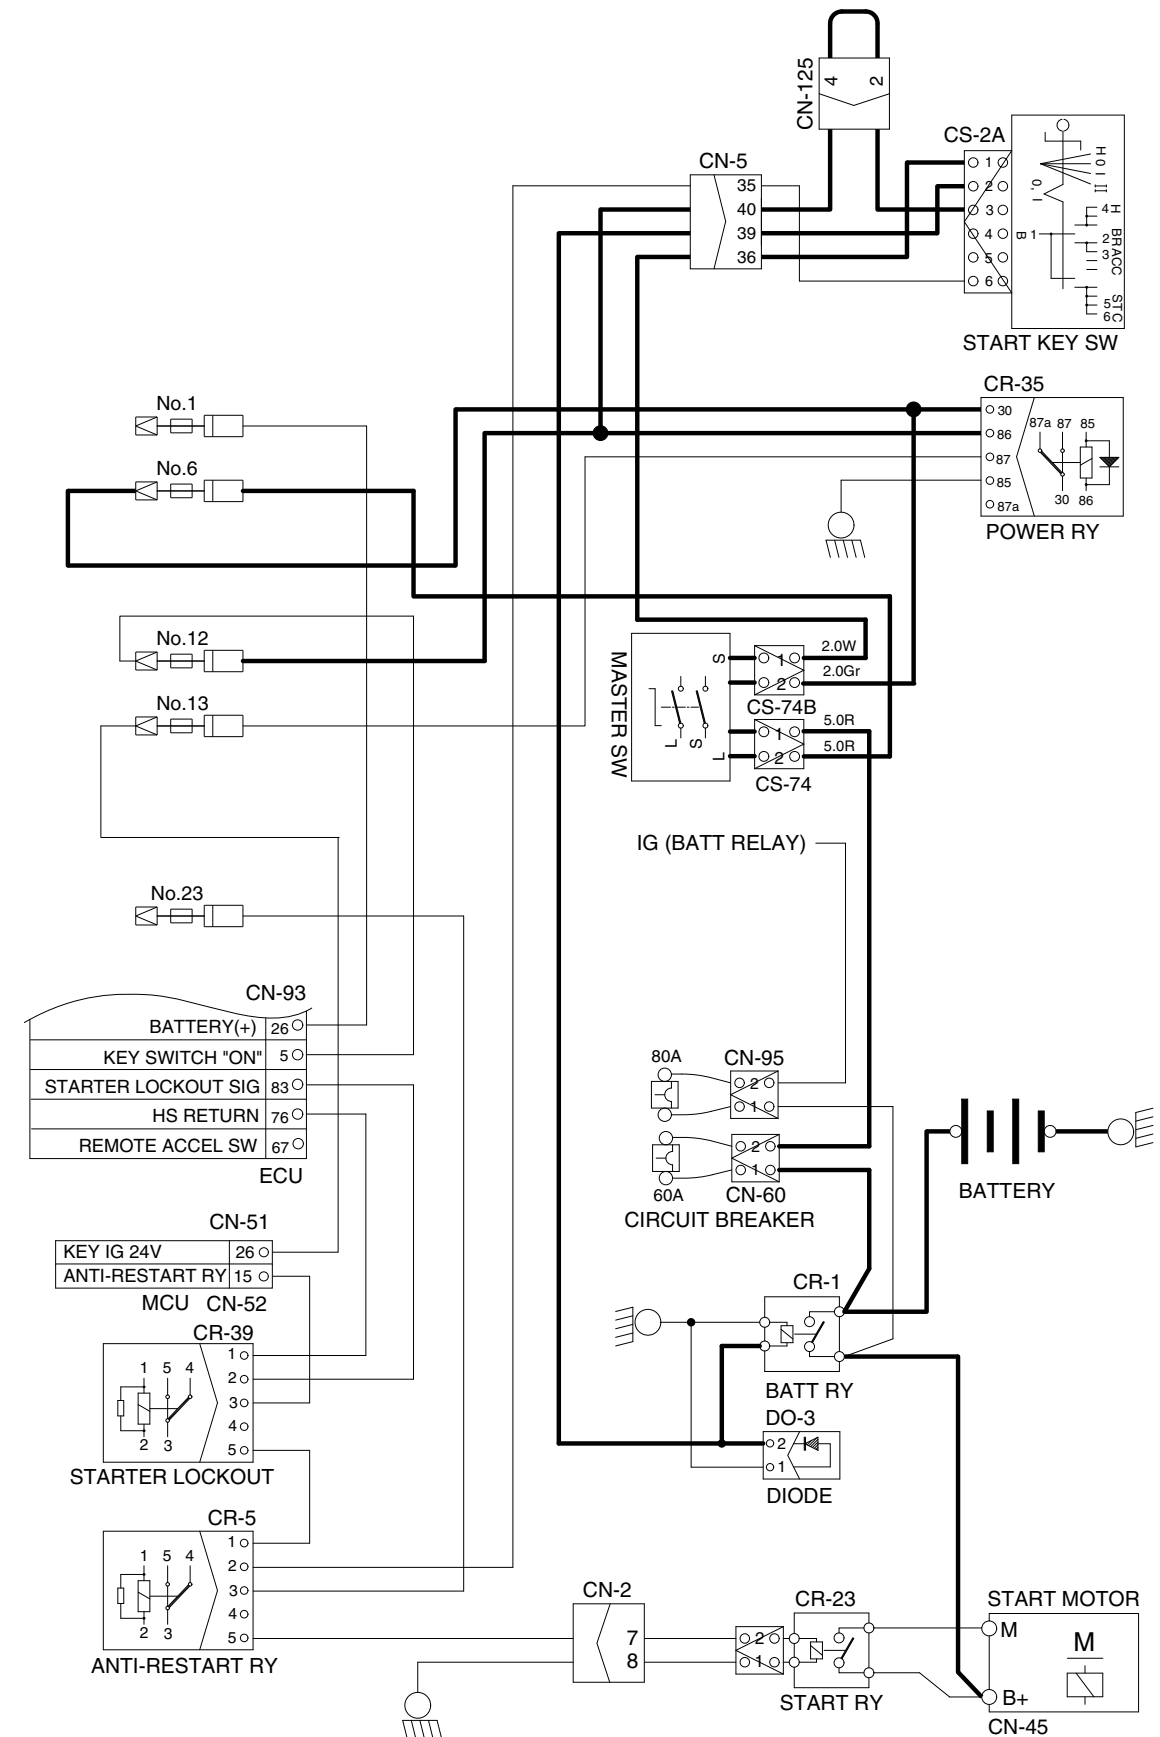 CN-125
4 2
CS-2A
CN-5
35
40
39
36
1
2
3
4
5
6
H 0 I II
0, I
B 1
4 H
2 BR
3 ACC
5 ST
6 C
START KEY SW
CR-35
30
86
87
85
87a
87a 87 85
30 86
POWER RY
No.1
No.6
No.12
No.13
MASTER SW
S
L
L S
1
2
2.0W
2.0Gr
CS-74B
1
2
5.0R
5.0R
CS-74
IG (BATT RELAY)
No.23
CN-93
BATTERY(+) 26
KEY SWITCH "ON" 5
STARTER LOCKOUT SIG 83
HS RETURN 76
REMOTE ACCEL SW 67
ECU
80A
CN-95
2
1
2
1
60A
CN-60
CIRCUIT BREAKER
BATTERY
CN-51
KEY IG 24V 26
ANTI-RESTART RY 15
MCU CN-52
CR-39
1 5 4
2 3
1
2
3
4
5
STARTER LOCKOUT
CR-1
BATT RY
DO-3
2
1
DIODE
CR-5
1 5 4
2 3
1
2
3
4
5
ANTI-RESTART RY
CN-2
7
8
2
1
CR-23
START RY
START MOTOR
M
M
B+
CN-45